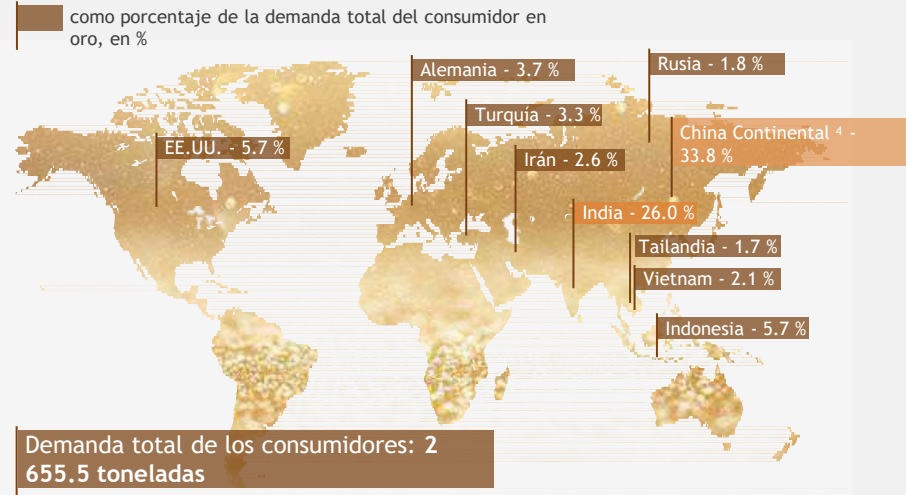 como porcentaje de la demanda total del consumidor en
oro, en %
Alemania - 3.7 %
Rusia - 1.8 %
Turquía - 3.3 %
China Continental ⁴ -
33.8 %
EE.UU. - 5.7 %
Irán - 2.6 %
India - 26.0 %
Tailandia - 1.7 %
Vietnam - 2.1 %
Indonesia - 5.7 %
Demanda total de los consumidores: 2
655.5 toneladas